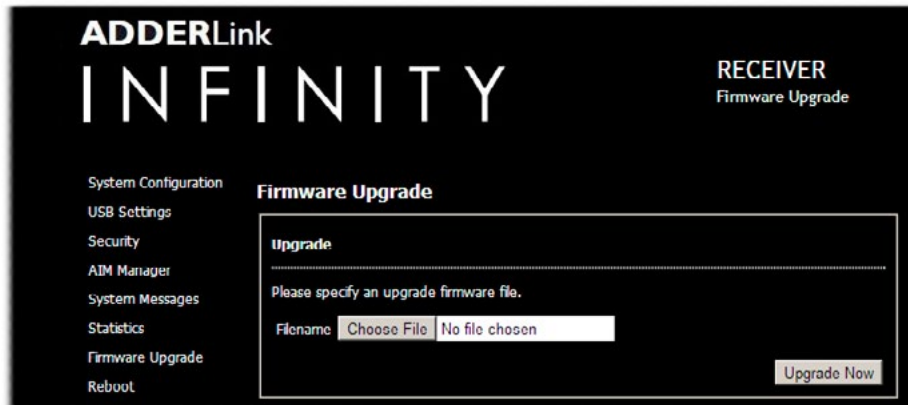 ADDERLink
INFINITY
RECEIVER
Firmware Upgrade
System Configuration
USB Settings
Security
AIM Manager
System Messages
Statistics
Firmware Upgrade
Reboot
Firmware Upgrade
Upgrade
Please specify an upgrade firmware file.
Filename Choose File No file chosen
Upgrade Now